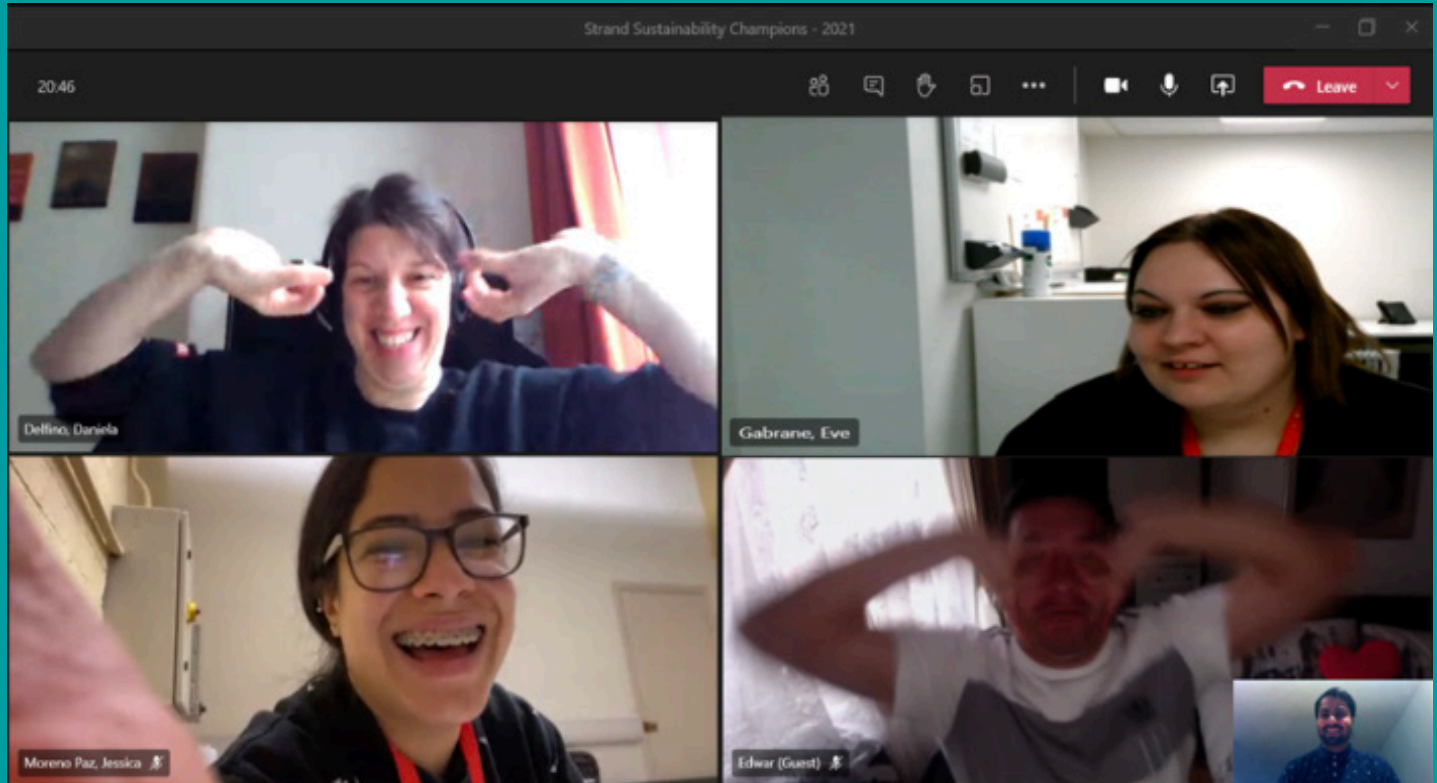 Strand Sustainability Champions - 2021
20:46
Leave
Delfino, Daniela
Gabrane, Eve
Moreno Paz, Jessica
Edwar (Guest)